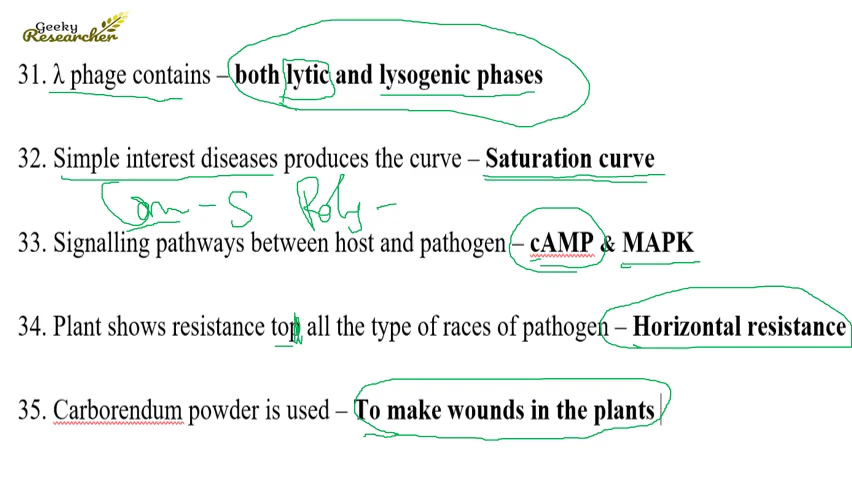 Geeky
Researcher
31. λ phage contains – both lytic and lysogenic phases
32. Simple interest diseases produces the curve – Saturation curve
Com – S Poly –
33. Signalling pathways between host and pathogen – cAMP & MAPK
34. Plant shows resistance top all the type of races of pathogen – Horizontal resistance
35. Carborendum powder is used – To make wounds in the plants